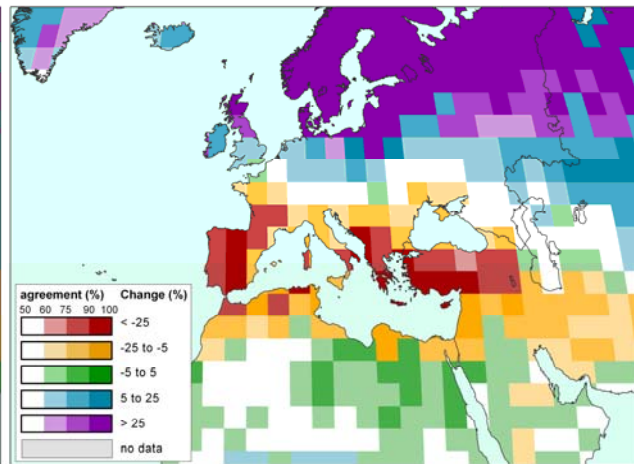 agreement (%) Change (%)
50 60 75 90 100
< -25
-25 to -5
-5 to 5
5 to 25
> 25
no data